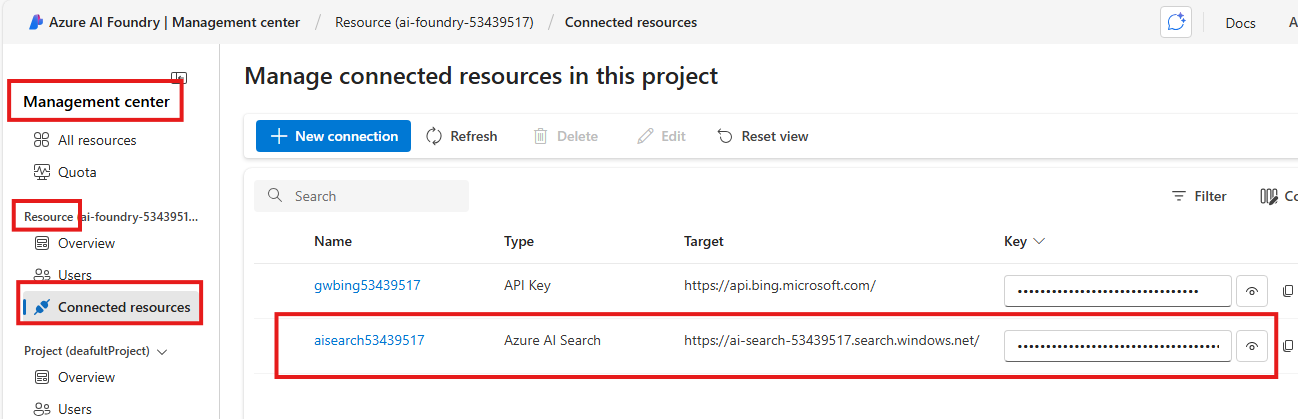 Azure AI Foundry | Management center / Resource (ai-foundry-53439517) / Connected resources Docs A
Management center
All resources
Quota
Resource (ai-foundry-5343951...
Overview
Users
Connected resources
Project (deafultProject)
Overview
Users
Manage connected resources in this project
New connection Refresh Delete Edit Reset view
Search Filter Co
Name Type Target Key
gwbing53439517 API Key https://api.bing.microsoft.com/
aisearch53439517 Azure AI Search https://ai-search-53439517.search.windows.net/